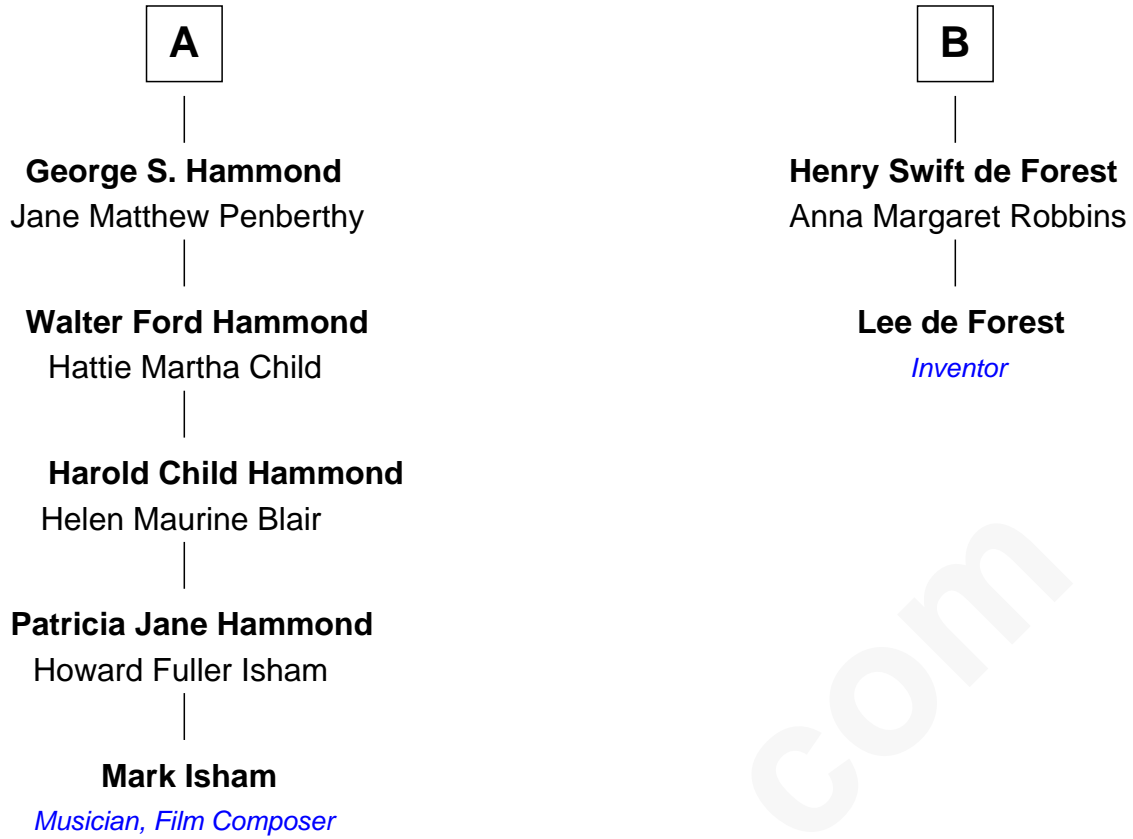 A
George S. Hammond
Jane Matthew Penberthy
Walter Ford Hammond
Hattie Martha Child
Harold Child Hammond
Helen Maurine Blair
Patricia Jane Hammond
Howard Fuller Isham
Mark Isham
Musician, Film Composer
B
Henry Swift de Forest
Anna Margaret Robbins
Lee de Forest
Inventor
com